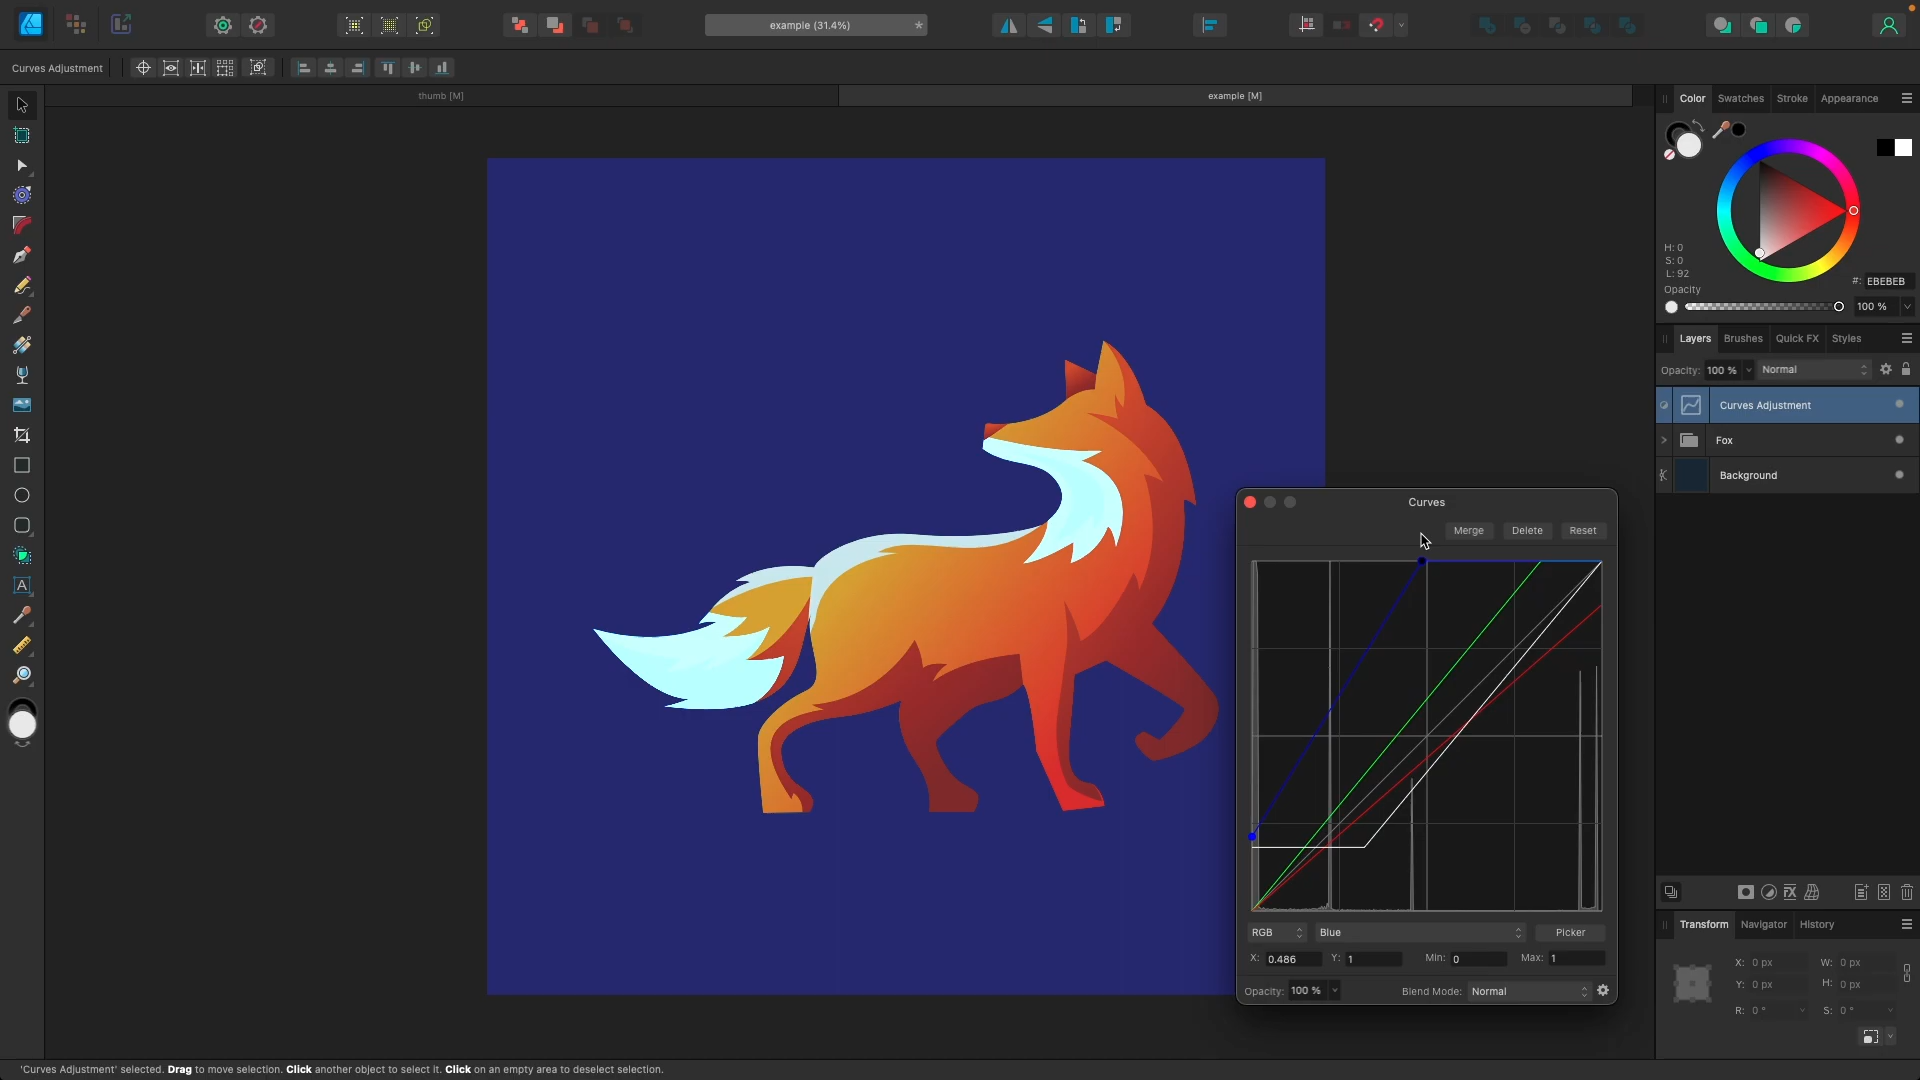 example (31.4%) *
Curves Adjustment
thumb [M]
example [M]
Color Swatches Stroke Appearance
H: 0
S: 0
L: 92
#: EBEBEB
Opacity
100 %
Layers Brushes Quick FX Styles
Opacity: 100 % Normal
Curves Adjustment
Fox
Background
Curves
Merge Delete Reset
RGB Blue Picker
X: 0.486 Y: 1 Min: 0 Max: 1
Opacity: 100 % Blend Mode: Normal
Transform Navigator History
X: 0 px W: 0 px
Y: 0 px H: 0 px
R: 0 ° S: 0 °
'Curves Adjustment' selected. Drag to move selection. Click another object to select it. Click on an empty area to deselect selection.